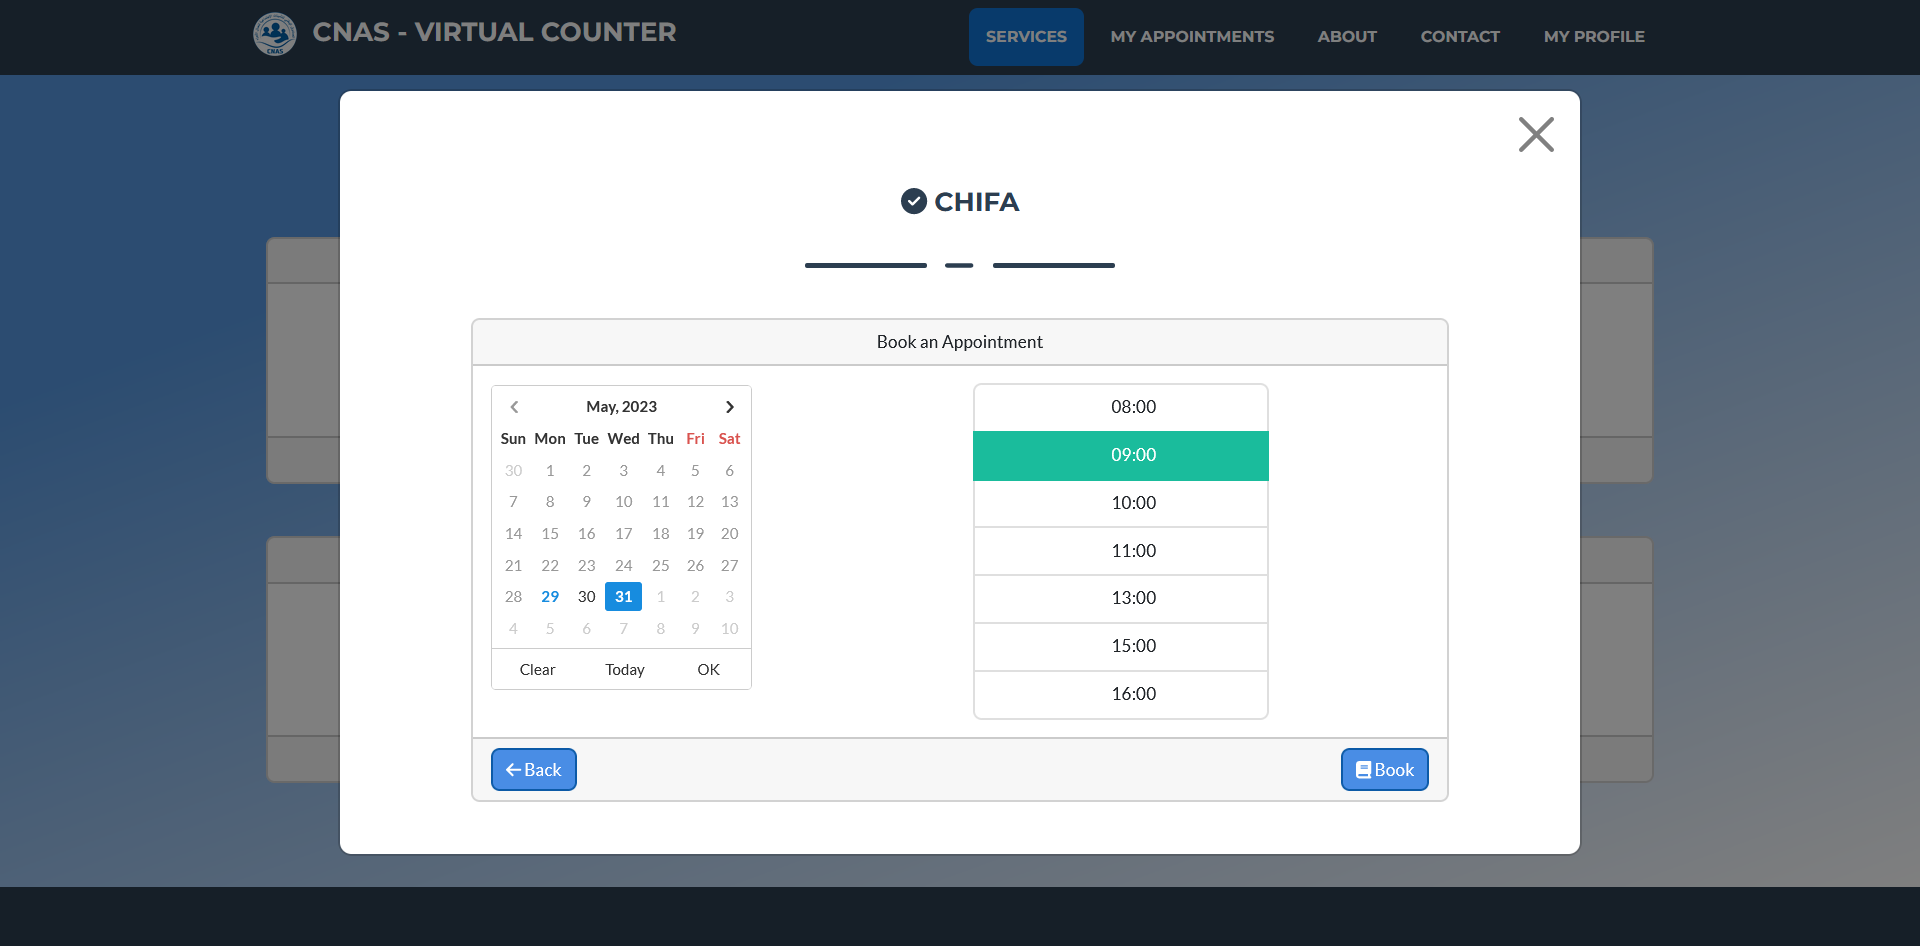 CNAS
CNAS - VIRTUAL COUNTER
SERVICES
MY APPOINTMENTS
ABOUT
CONTACT
MY PROFILE
CHIFA
Book an Appointment
May, 2023
Sun Mon Tue Wed Thu Fri Sat
30 1 2 3 4 5 6
7 8 9 10 11 12 13
14 15 16 17 18 19 20
21 22 23 24 25 26 27
28 29 30 31 1 2 3
4 5 6 7 8 9 10
Clear Today OK
08:00
09:00
10:00
11:00
13:00
15:00
16:00
Back
Book